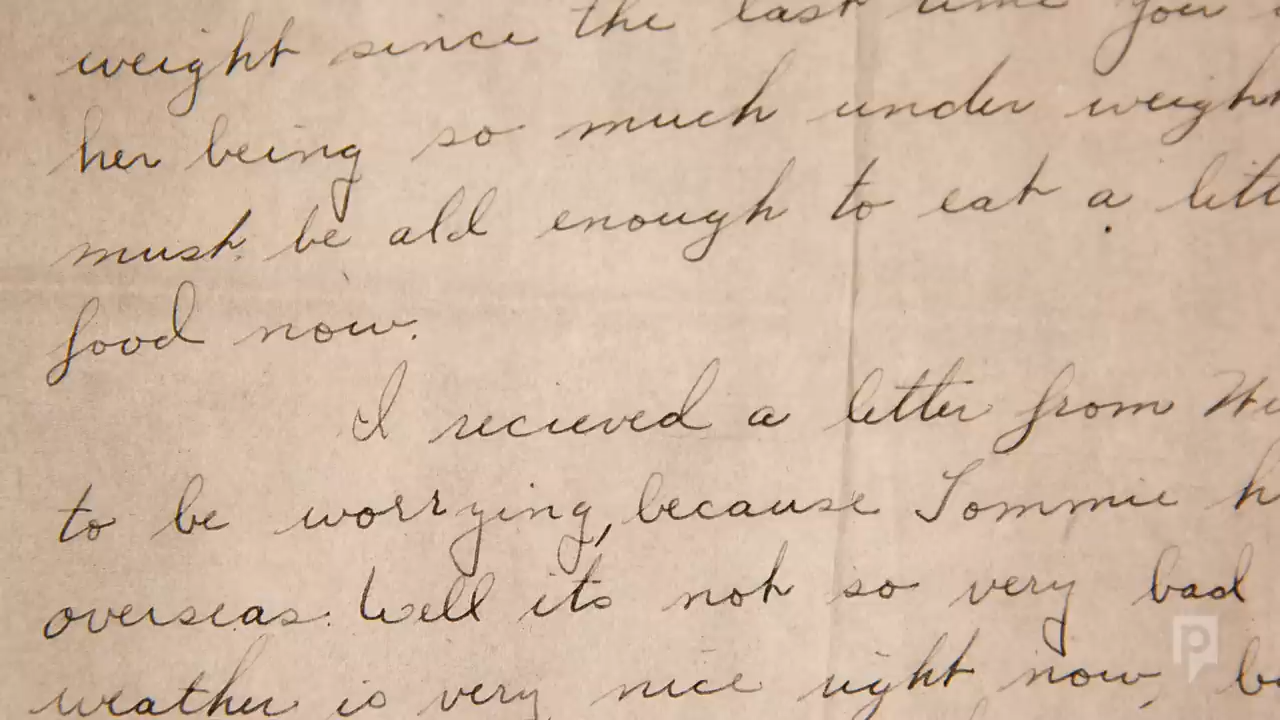 weight since the last time you
her being so much under weight
must be old enough to eat a
food now.
I recieved a letter from
to be worrying, because Tommie
overseas. Well its not so very bad
weather is very nice right now,